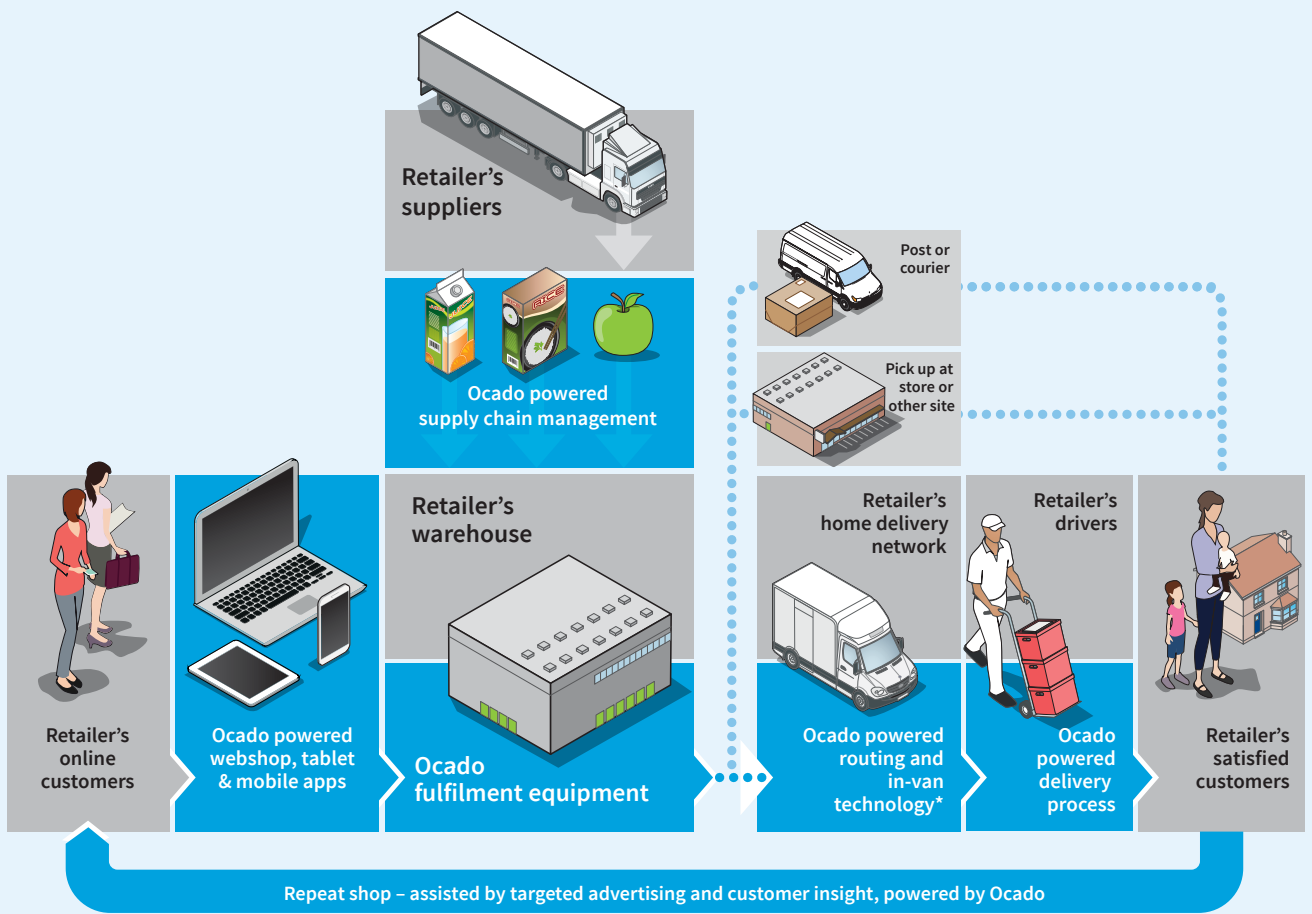 Retailer's
suppliers
RICE
RICE
Ocado powered
supply chain management
Post or
courier
Pick up at
store or
other site
Retailer's
online
customers
Ocado powered
webshop, tablet
& mobile apps
Retailer's
warehouse
Ocado
fulfilment equipment
Retailer's
home delivery
network
Ocado powered
routing and
in-van
technology*
Retailer's
drivers
Ocado
powered
delivery
process
Retailer's
satisfied
customers
Repeat shop – assisted by targeted advertising and customer insight, powered by Ocado